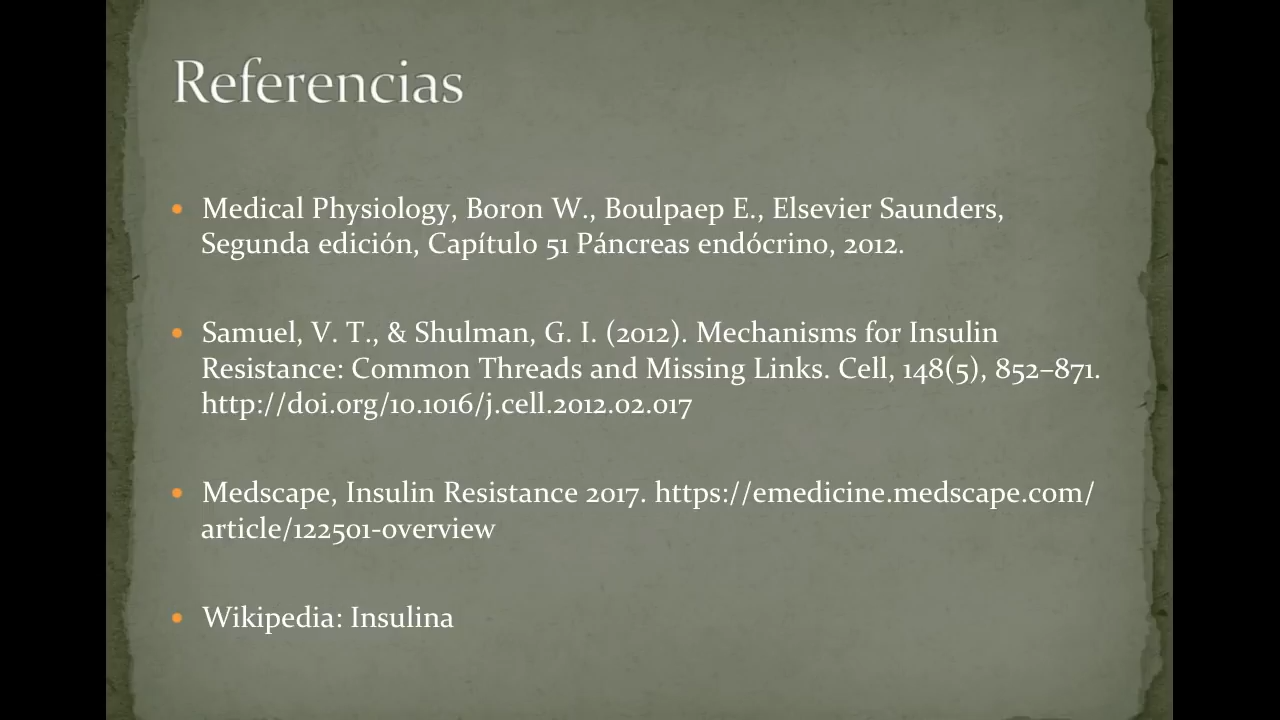 Referencias
• Medical Physiology, Boron W., Boulpaep E., Elsevier Saunders,
Segunda edición, Capítulo 51 Páncreas endócrino, 2012.
• Samuel, V. T., & Shulman, G. I. (2012). Mechanisms for Insulin
Resistance: Common Threads and Missing Links. Cell, 148(5), 852–871.
http://doi.org/10.1016/j.cell.2012.02.017
• Medscape, Insulin Resistance 2017. https://emedicine.medscape.com/
article/122501-overview
• Wikipedia: Insulina